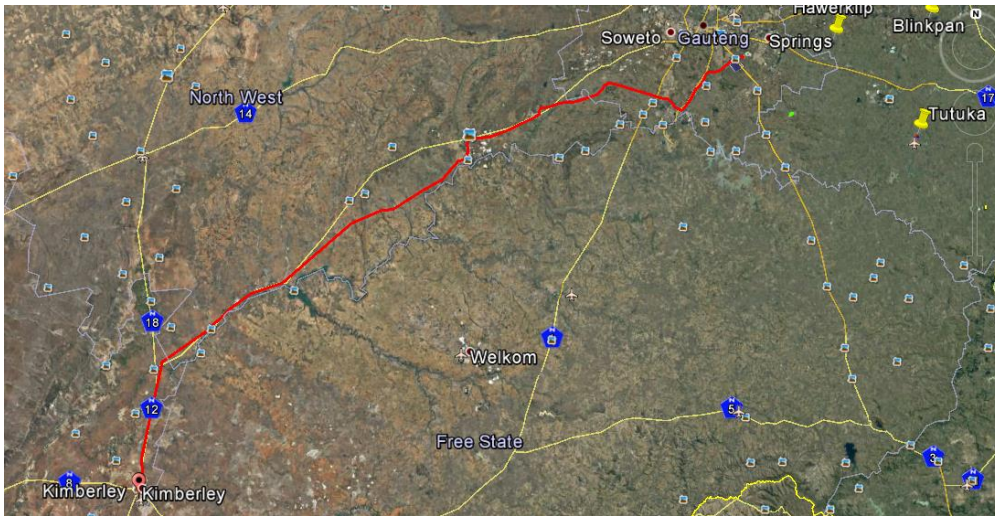 Hawerklip
Blinkpan
N
Soweto
Gauteng
Springs
North West
N 14
N 17
Tutuka
N 18
N
Welkom
N 12
N 5
Free State
N 3
N 8
Kimberley
Kimberley
N